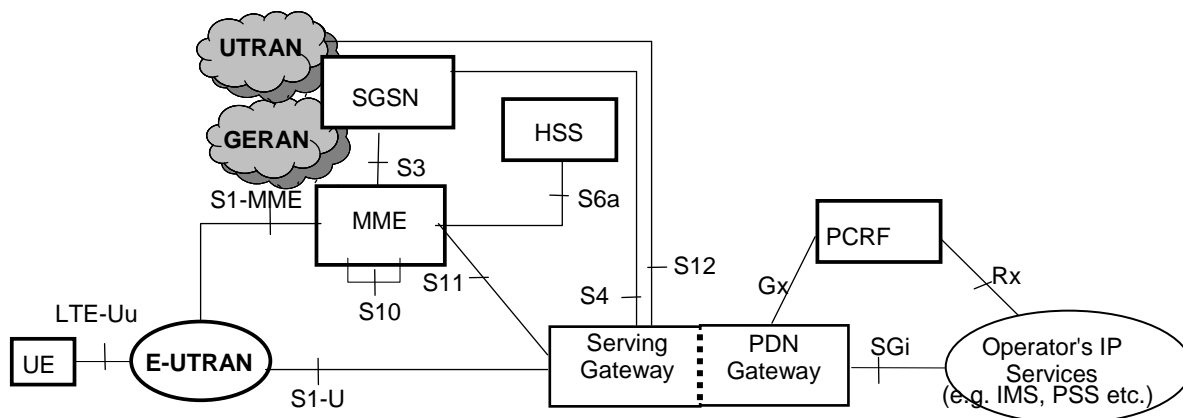 UTRAN
SGSN
GERAN
HSS
S3
S1-MME
S6a
MME
PCRF
S12
S11
Gx
Rx
S4
S10
LTE-Uu
UE
E-UTRAN
Serving
Gateway
PDN
Gateway
SGi
Operator's IP
Services
(e.g. IMS, PSS etc.)
S1-U